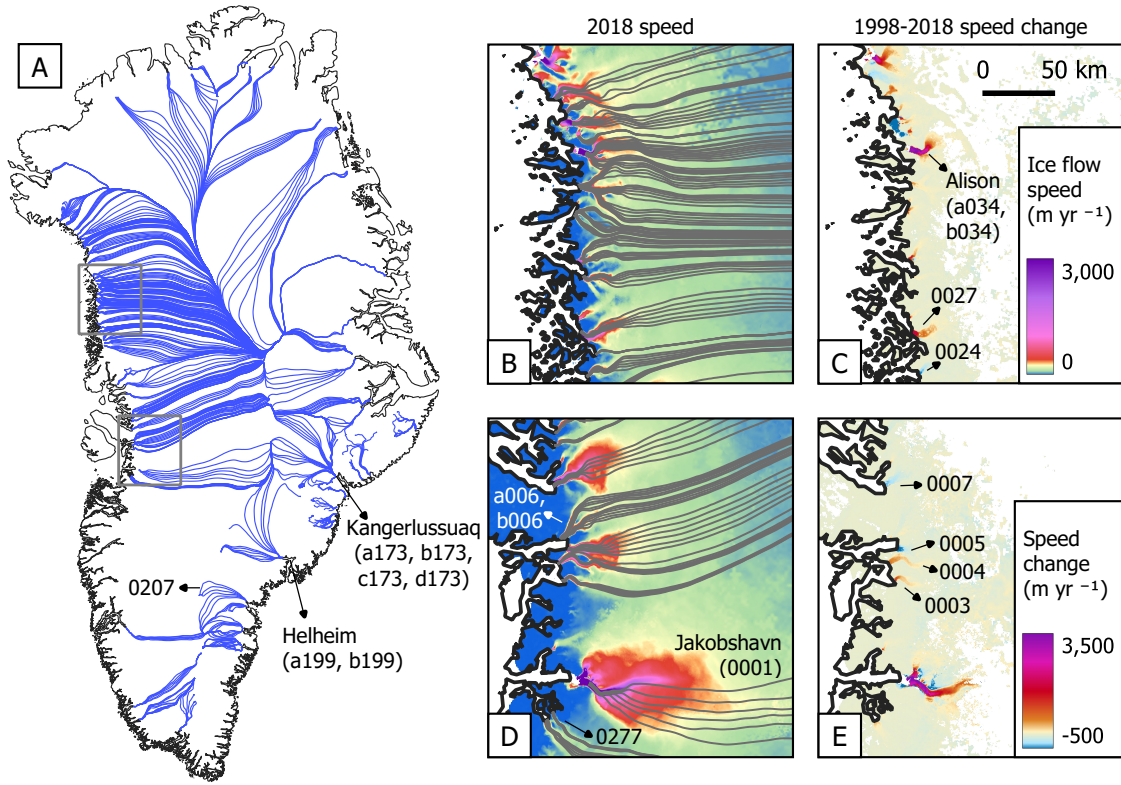 2018 speed
1998-2018 speed change
A
0207
Kangerlussuaq
(a173, b173,
c173, d173)
Helheim
(a199, b199)
B
0
50 km
Alison
(a034,
b034)
0027
0024
C
Ice flow
speed
(m yr ⁻¹)
3,000
0
a006,
b006
Jakobshavn
(0001)
0277
D
0007
0005
0004
0003
E
Speed
change
(m yr ⁻¹)
3,500
-500